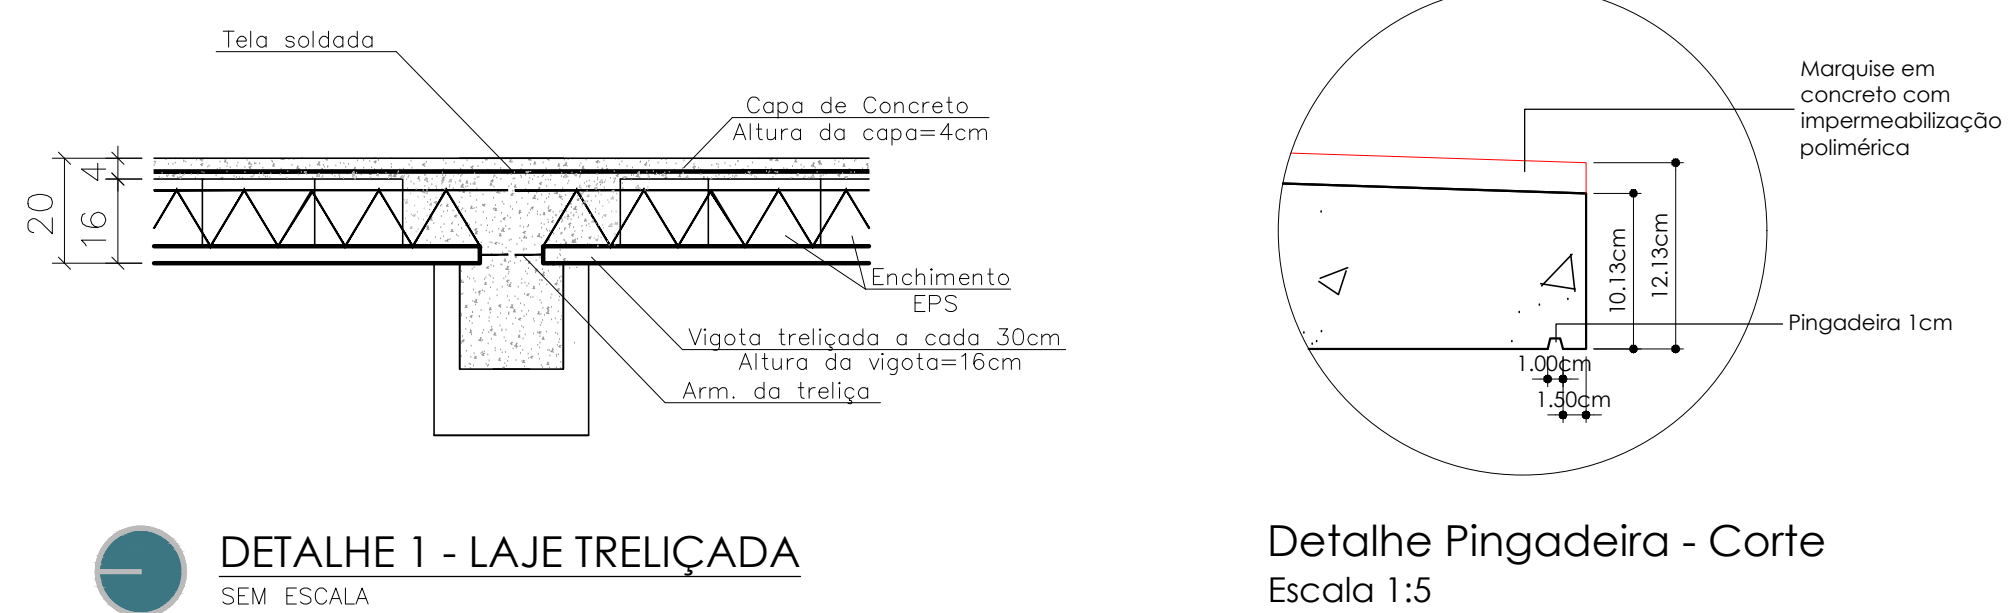 Tela soldada
Capa de Concreto
Altura da capa=4cm
20
4
16
Enchimento
EPS
Vigota treliçada a cada 30cm
Altura da vigota=16cm
Arm. da treliça
DETALHE 1 - LAJE TRELIÇADA
SEM ESCALA
Marquise em
concreto com
impermeabilização
polimérica
10.13cm
12.13cm
Pingadeira 1cm
1.00cm
1.50cm
Detalhe Pingadeira - Corte
Escala 1:5